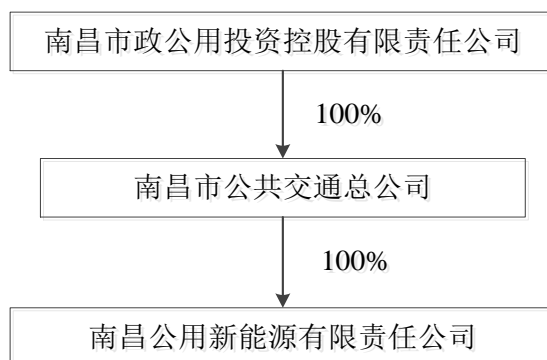 南昌市政公用投资控股有限责任公司
100%
南昌市公共交通总公司
100%
南昌公用新能源有限责任公司